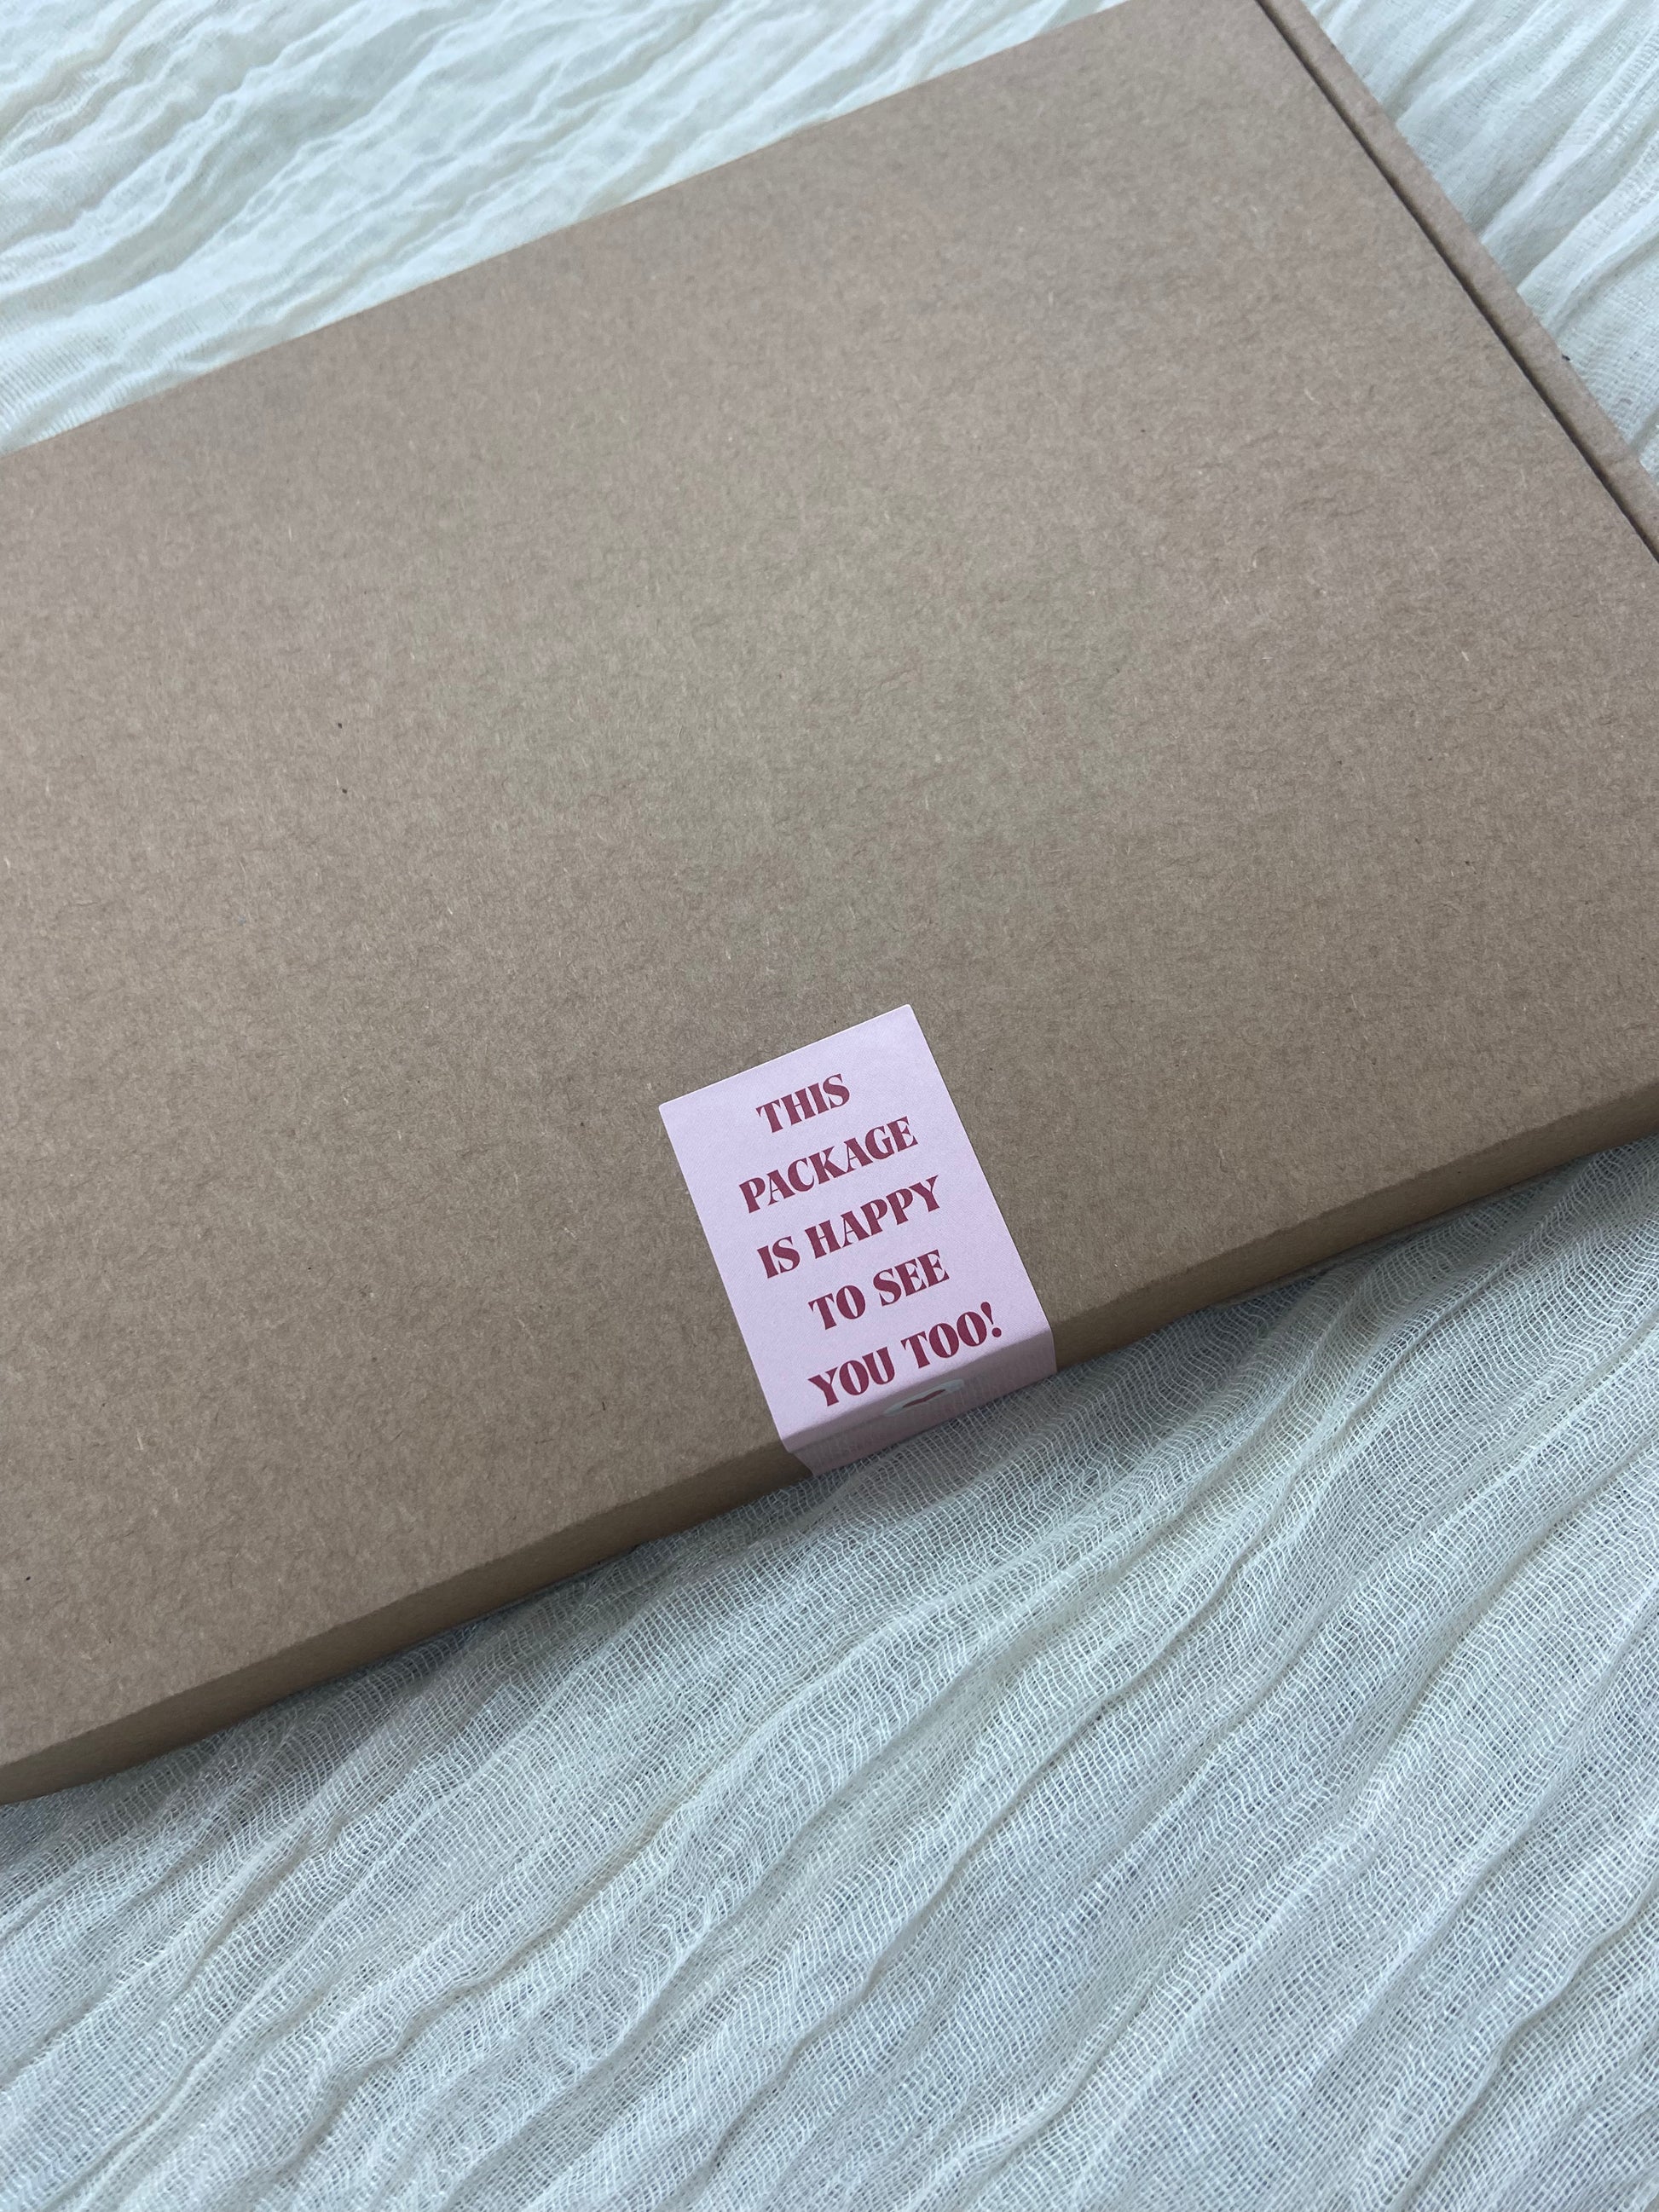 THIS
PACKAGE
IS HAPPY
TO SEE
YOU TOO!